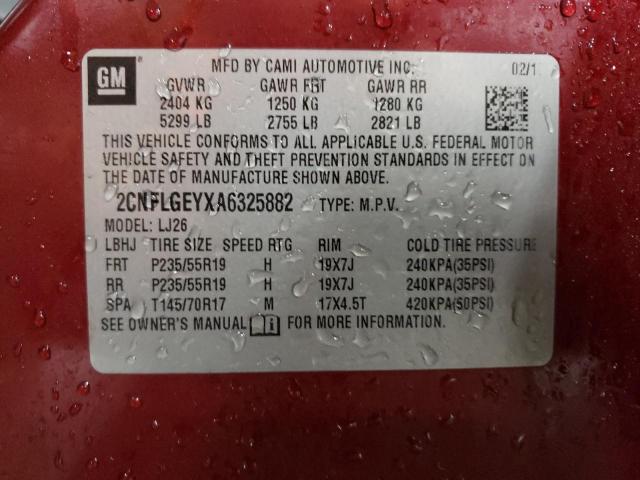 GM
MFD BY CAMI AUTOMOTIVE INC. 02/1
GVWR GAWR FRT GAWR RR
2404 KG 1250 KG 1280 KG
5299 LB 2755 LB 2821 LB
THIS VEHICLE CONFORMS TO ALL APPLICABLE U.S. FEDERAL MOTOR
VEHICLE SAFETY AND THEFT PREVENTION STANDARDS IN EFFECT ON
THE DATE OF MANUFACTURE SHOWN ABOVE.
2CNFLGEYXA6325882 TYPE: M.P.V.
MODEL: LJ26
LBHJ TIRE SIZE SPEED RTG RIM COLD TIRE PRESSURE
FRT P235/55R19 H 19X7J 240KPA(35PSI)
RR P235/55R19 H 19X7J 240KPA(35PSI)
SPA T145/70R17 M 17X4.5T 420KPA(60PSI)
SEE OWNER'S MANUAL FOR MORE INFORMATION.